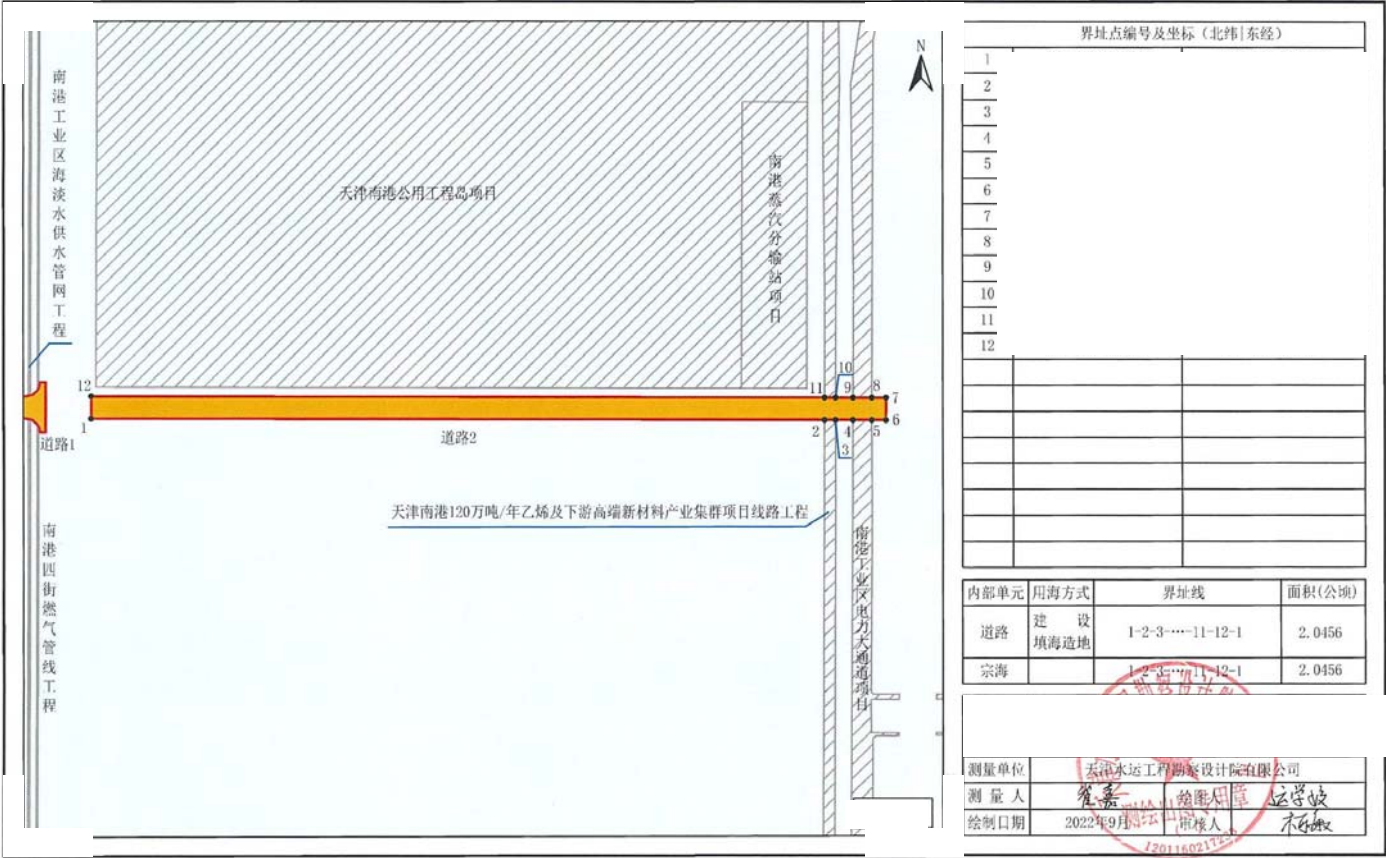 南港工业区海淡水供水管网工程
天津南港公用工程岛项目
南港蒸汽分输站项目
N
12
1
道路1
道路2
11
10
9
8
7
6
5
4
3
2
天津南港120万吨/年乙烯及下游高端新材料产业集群项目线路工程
南港四街燃气管线工程
南港工业区电力大通道项目
界址点编号及坐标（北纬|东经）
1
2
3
4
5
6
7
8
9
10
11
12
内部单元 用海方式 界址线 面积(公顷)
道路 建设填海造地 1-2-3-…-11-12-1 2.0456
宗海 1-2-3-…-11-12-1 2.0456
测量单位 天津水运工程勘察设计院有限公司
测量人 崔嘉 绘图人
绘制日期 2022年9月 审核人
测绘出图专用章